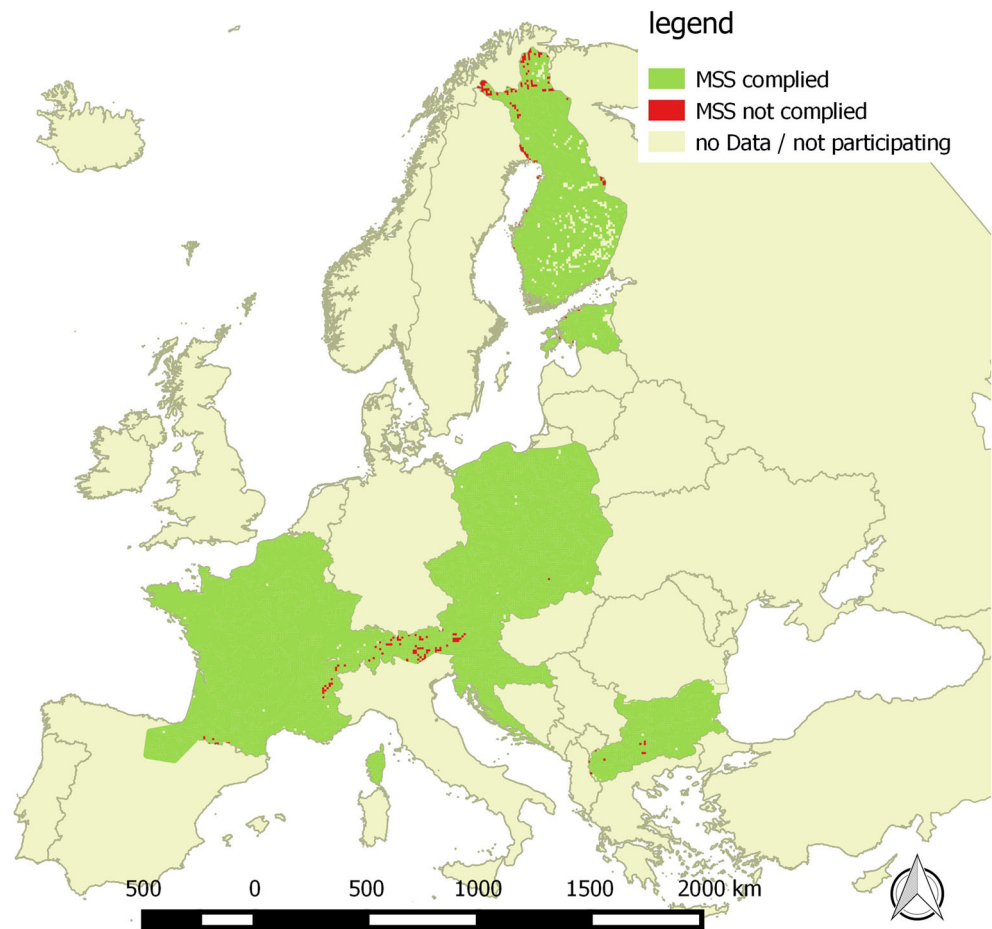 legend
MSS complied
MSS not complied
no Data / not participating
500 0 500 1000 1500 2000 km